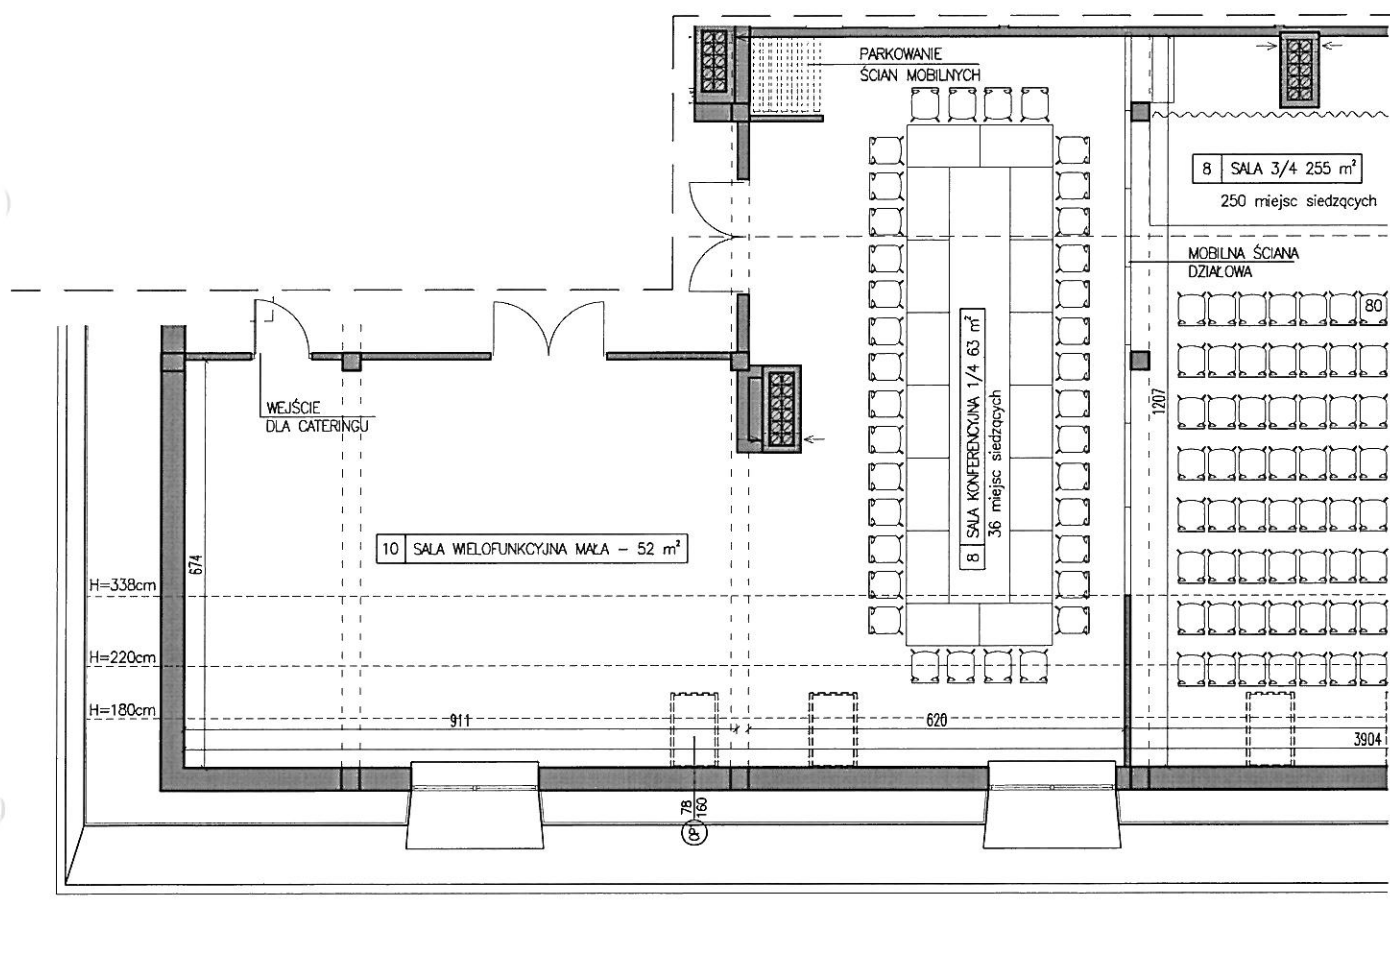 PARKOWANIE
ŚCIAN MOBILNYCH
8 SALA 3/4 255 m²
250 miejsc siedzących
MOBILNA ŚCIANA
DZIAŁOWA
80
WEJŚCIE
DLA CATERINGU
8 SALA KONFERENCYJNA 1/4 63 m²
36 miejsc siedzących
1207
10 SALA WIELOFUNKCYJNA MAŁA – 52 m²
674
H=338cm
H=220cm
H=180cm
911
620
3904
78
160